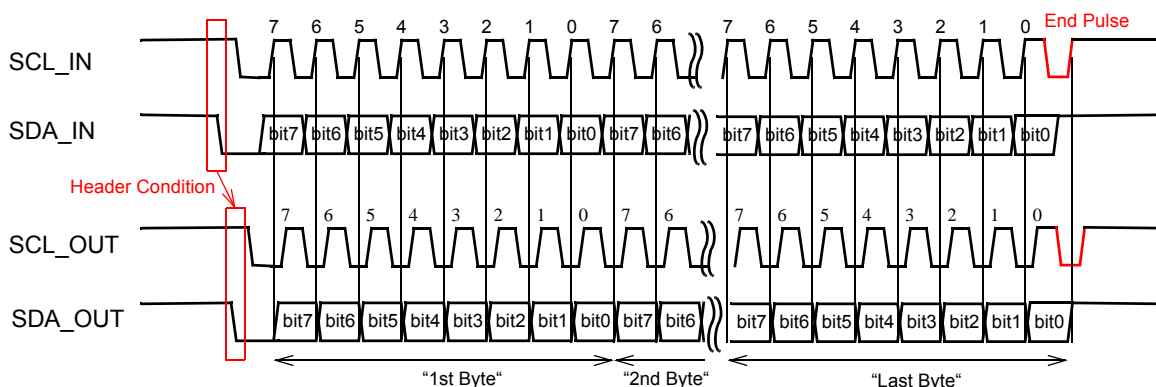 7 6 5 4 3 2 1 0 7 6 7 6 5 4 3 2 1 0 End Pulse
SCL_IN
SDA_IN bit7 bit6 bit5 bit4 bit3 bit2 bit1 bit0 bit7 bit6 bit7 bit6 bit5 bit4 bit3 bit2 bit1 bit0
Header Condition
7 6 5 4 3 2 1 0 7 6 7 6 5 4 3 2 1 0
SCL_OUT
SDA_OUT bit7 bit6 bit5 bit4 bit3 bit2 bit1 bit0 bit7 bit6 bit7 bit6 bit5 bit4 bit3 bit2 bit1 bit0
“1st Byte“ “2nd Byte“ “Last Byte“